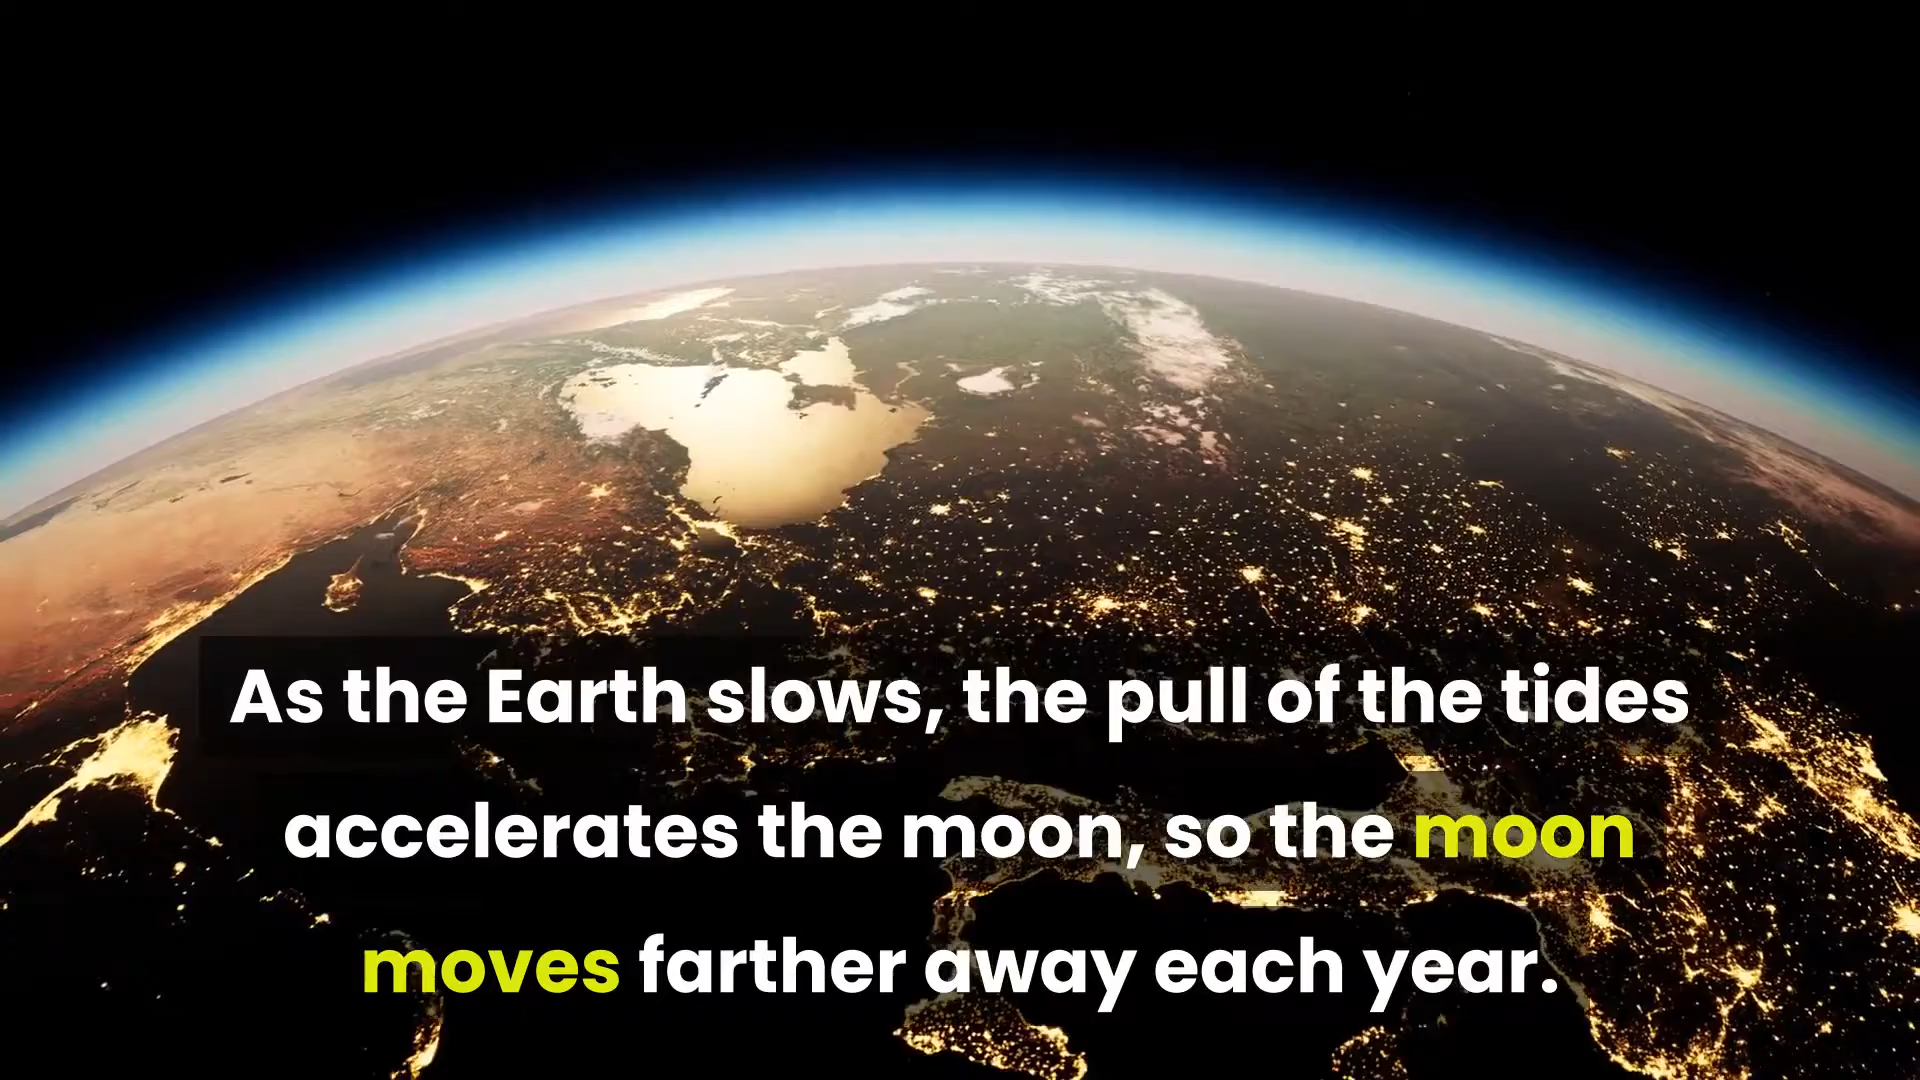 As the Earth slows, the pull of the tides
accelerates the moon, so the moon
moves farther away each year.